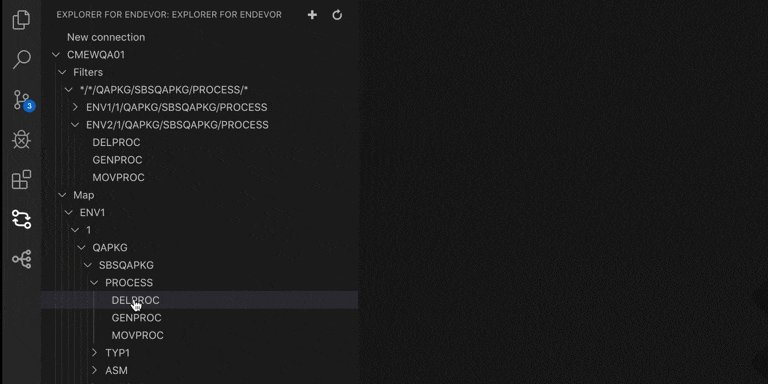 EXPLORER FOR ENDEVOR: EXPLORER FOR ENDEVOR
New connection
CMEWQA01
Filters
*/*/QAPKG/SBSQAPKG/PROCESS/*
3
ENV1/1/QAPKG/SBSQAPKG/PROCESS
ENV2/1/QAPKG/SBSQAPKG/PROCESS
DELPROC
GENPROC
MOVPROC
Map
ENV1
1
QAPKG
SBSQAPKG
PROCESS
DELPROC
GENPROC
MOVPROC
TYP1
ASM